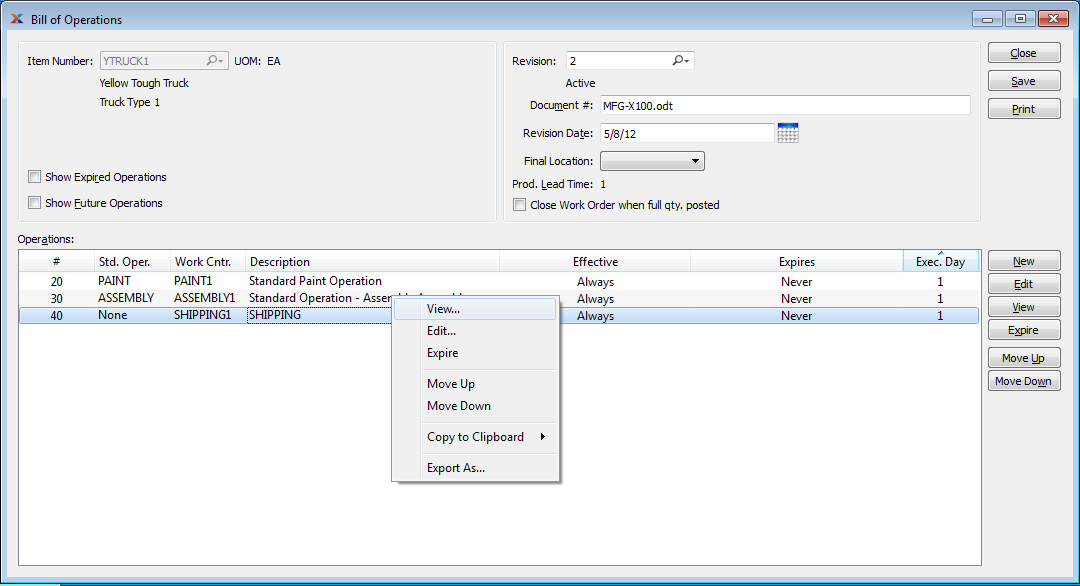 Bill of Operations
Item Number: YTRUCK1 UOM: EA
Yellow Tough Truck
Truck Type 1
Show Expired Operations
Show Future Operations
Revision: 2
Active
Document #: MFG-X100.odt
Revision Date: 5/8/12
Final Location:
Prod. Lead Time: 1
Close Work Order when full qty. posted
Close
Save
Print
Operations:
# Std. Oper. Work Cntr. Description Effective Expires Exec. Day
20 PAINT PAINT1 Standard Paint Operation Always Never 1
30 ASSEMBLY ASSEMBLY1 Standard Operation - Always Never 1
40 None SHIPPING1 SHIPPING Always Never 1
View...
Edit...
Expire
Move Up
Move Down
Copy to Clipboard
Export As...
New
Edit
View
Expire
Move Up
Move Down